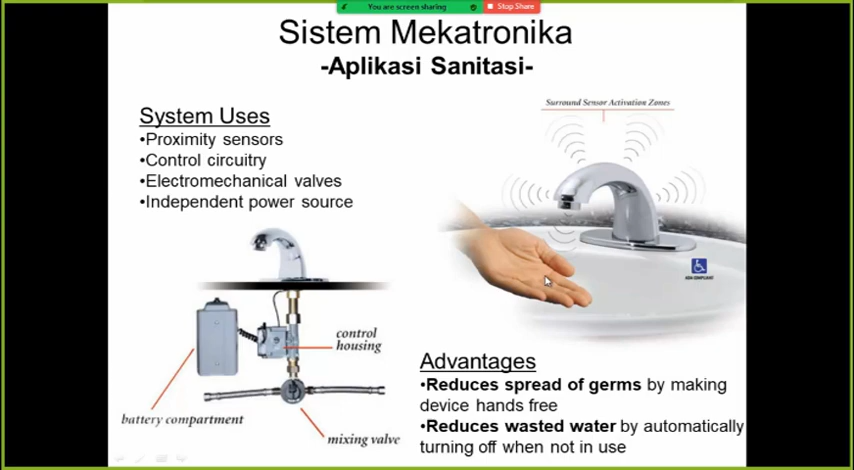 You are screen sharing
Stop Share
Sistem Mekatronika
-Aplikasi Sanitasi-
System Uses
•Proximity sensors
•Control circuitry
•Electromechanical valves
•Independent power source
Surround Sensor Activation Zones
ADA COMPLIANT
control
housing
battery compartment
mixing valve
Advantages
•Reduces spread of germs by making
device hands free
•Reduces wasted water by automatically
turning off when not in use